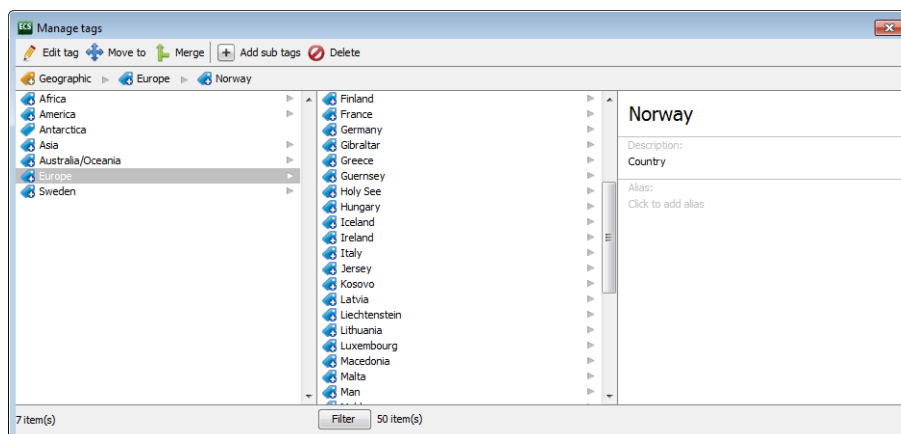 ECS Manage tags
Edit tag Move to Merge Add sub tags Delete
Geographic Europe Norway
Africa
America
Antarctica
Asia
Australia/Oceania
Europe
Sweden
Finland
France
Germany
Gibraltar
Greece
Guernsey
Holy See
Hungary
Iceland
Ireland
Italy
Jersey
Kosovo
Latvia
Liechtenstein
Lithuania
Luxembourg
Macedonia
Malta
Man
Norway
Description:
Country
Alias:
Click to add alias
7 item(s)
Filter 50 item(s)